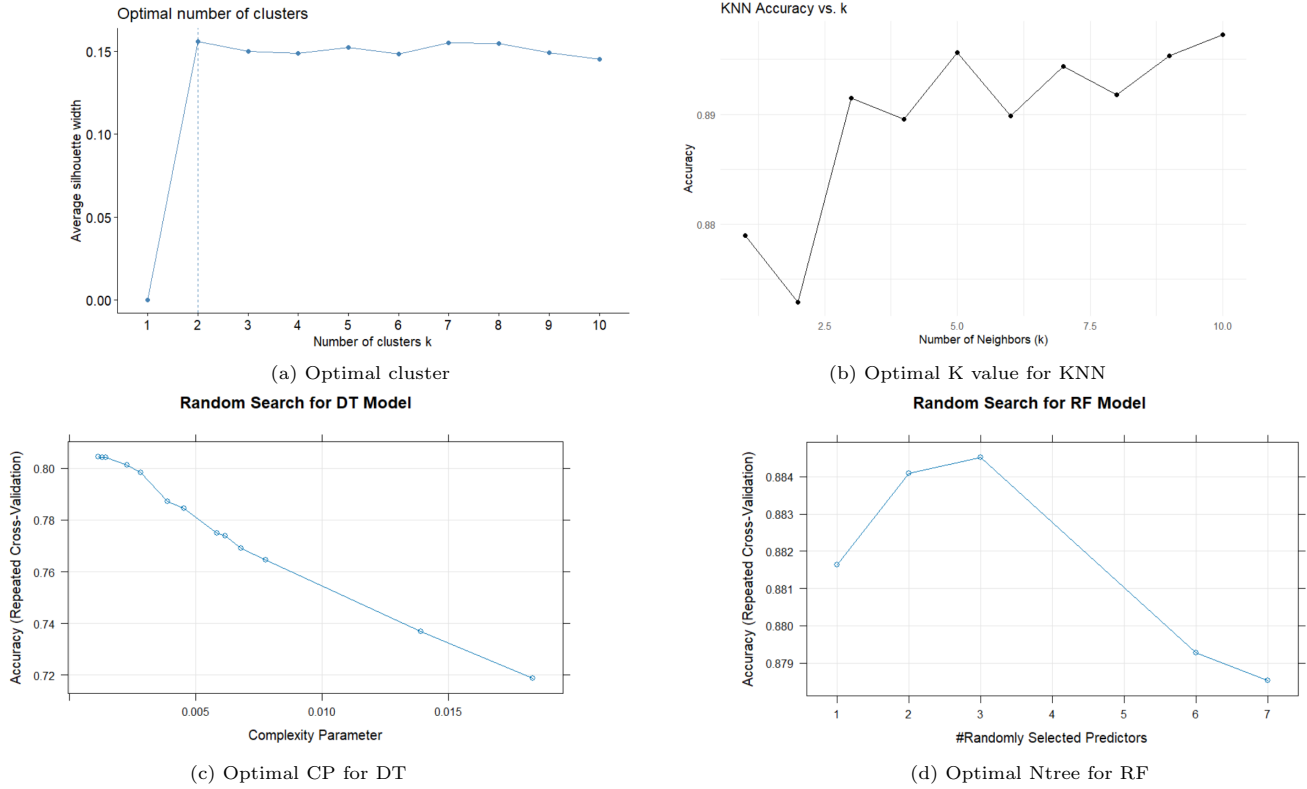 Optimal number of clusters
Average silhouette width
0.15
0.10
0.05
0.00
1 2 3 4 5 6 7 8 9 10
Number of clusters k
(a) Optimal cluster
KNN Accuracy vs. k
Accuracy
0.89
0.88
2.5 5.0 7.5 10.0
Number of Neighbors (k)
(b) Optimal K value for KNN
Random Search for DT Model
Accuracy (Repeated Cross-Validation)
0.80
0.78
0.76
0.74
0.72
0.005 0.010 0.015
Complexity Parameter
(c) Optimal CP for DT
Random Search for RF Model
Accuracy (Repeated Cross-Validation)
0.884
0.883
0.882
0.881
0.880
0.879
1 2 3 4 5 6 7
#Randomly Selected Predictors
(d) Optimal Ntree for RF